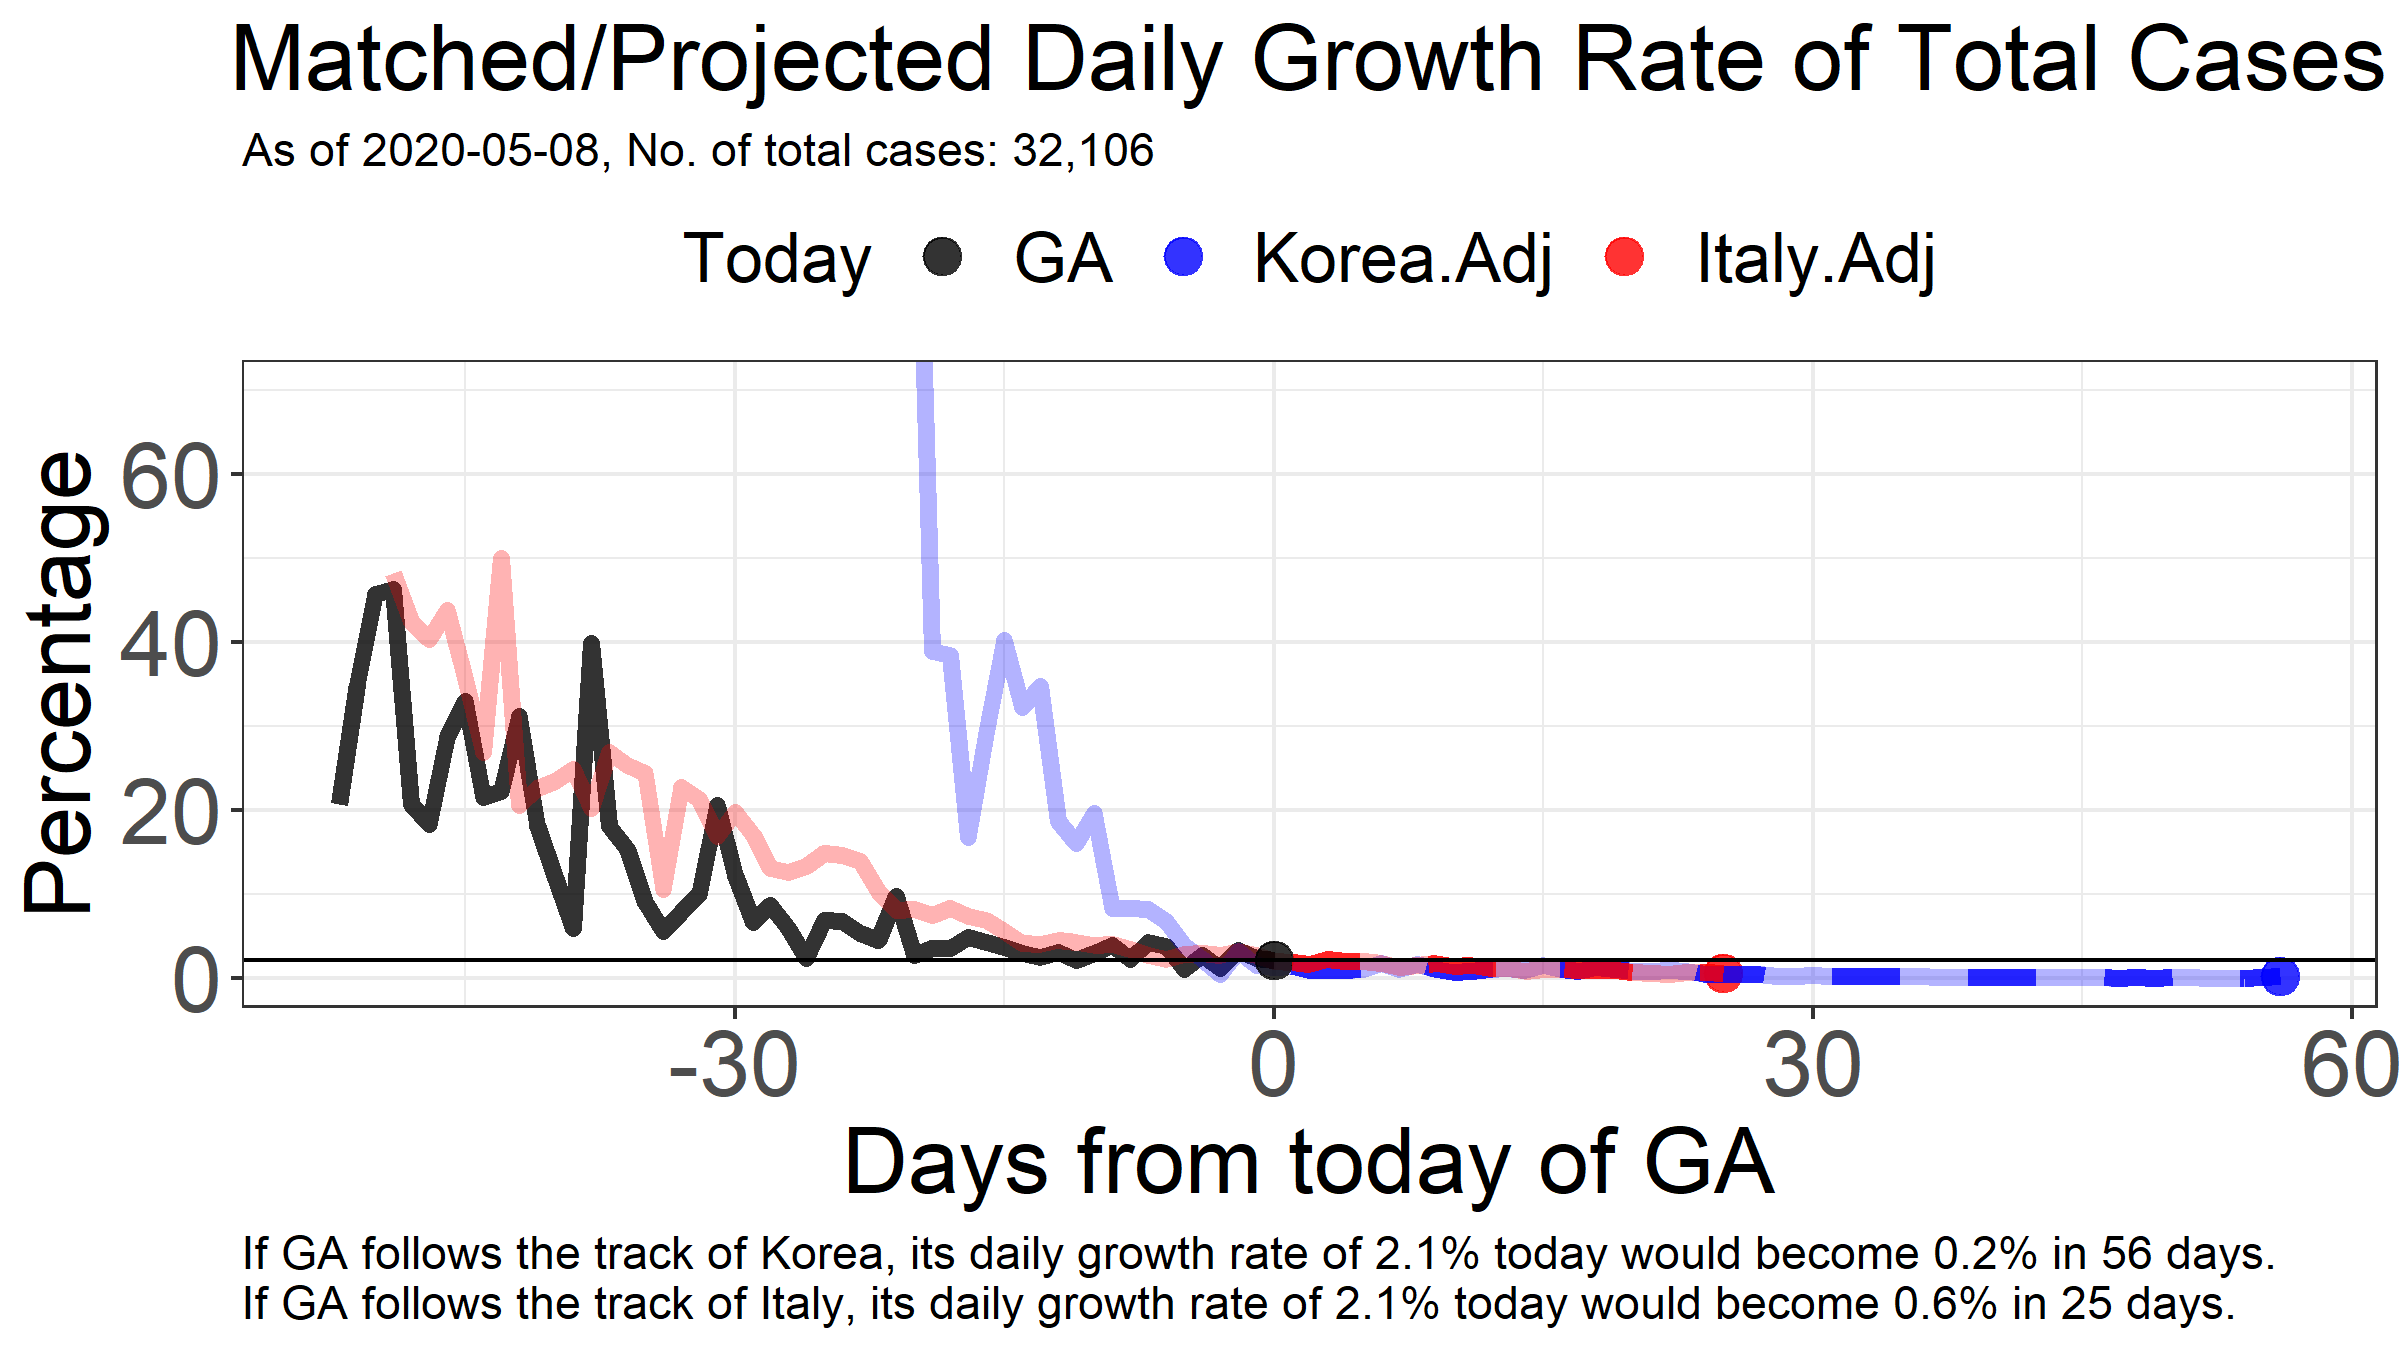 Matched/Projected Daily Growth Rate of Total Cases
As of 2020-05-08, No. of total cases: 32,106
Today GA Korea.Adj Italy.Adj
Percentage
60
40
20
0
-30 0 30 60
Days from today of GA
If GA follows the track of Korea, its daily growth rate of 2.1% today would become 0.2% in 56 days.
If GA follows the track of Italy, its daily growth rate of 2.1% today would become 0.6% in 25 days.